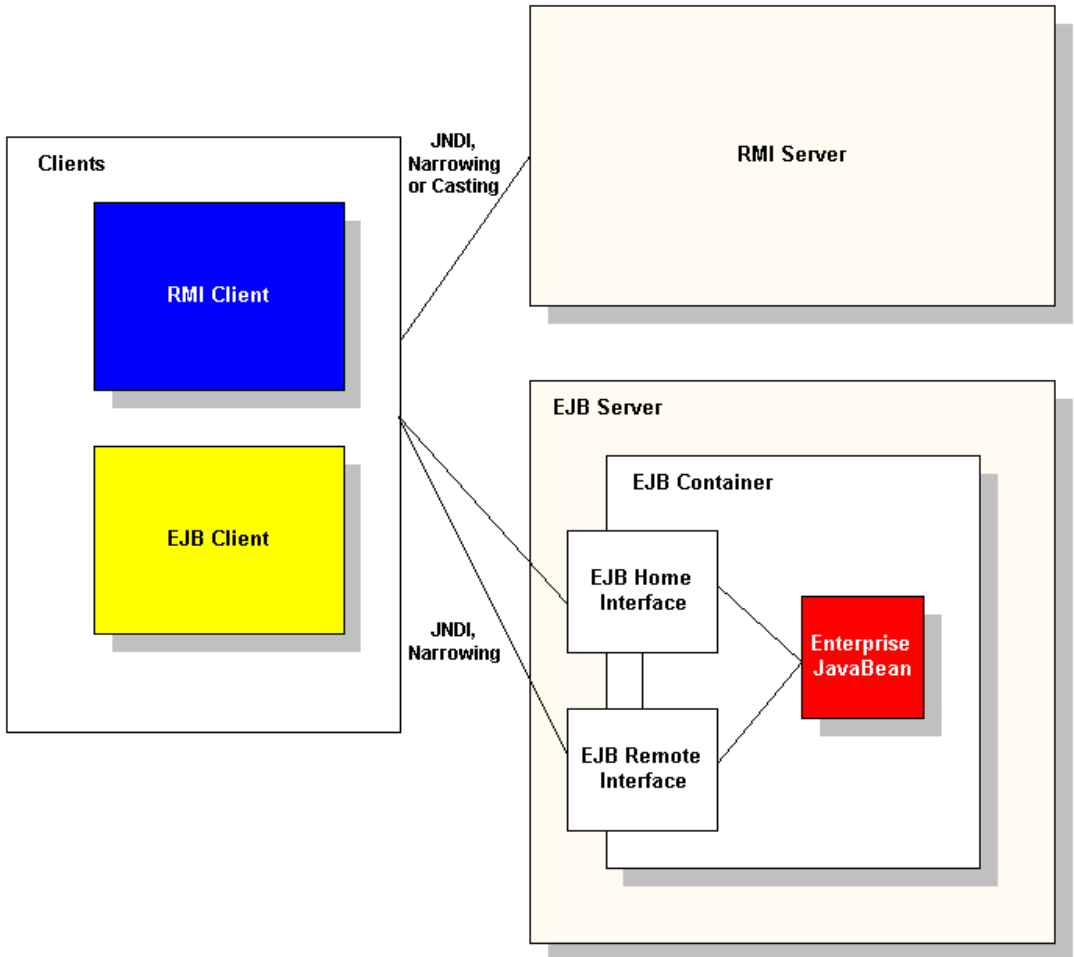 Clients
RMI Client
EJB Client
JNDI,
Narrowing
or Casting
JNDI,
Narrowing
RMI Server
EJB Server
EJB Container
EJB Home
Interface
EJB Remote
Interface
Enterprise
JavaBean